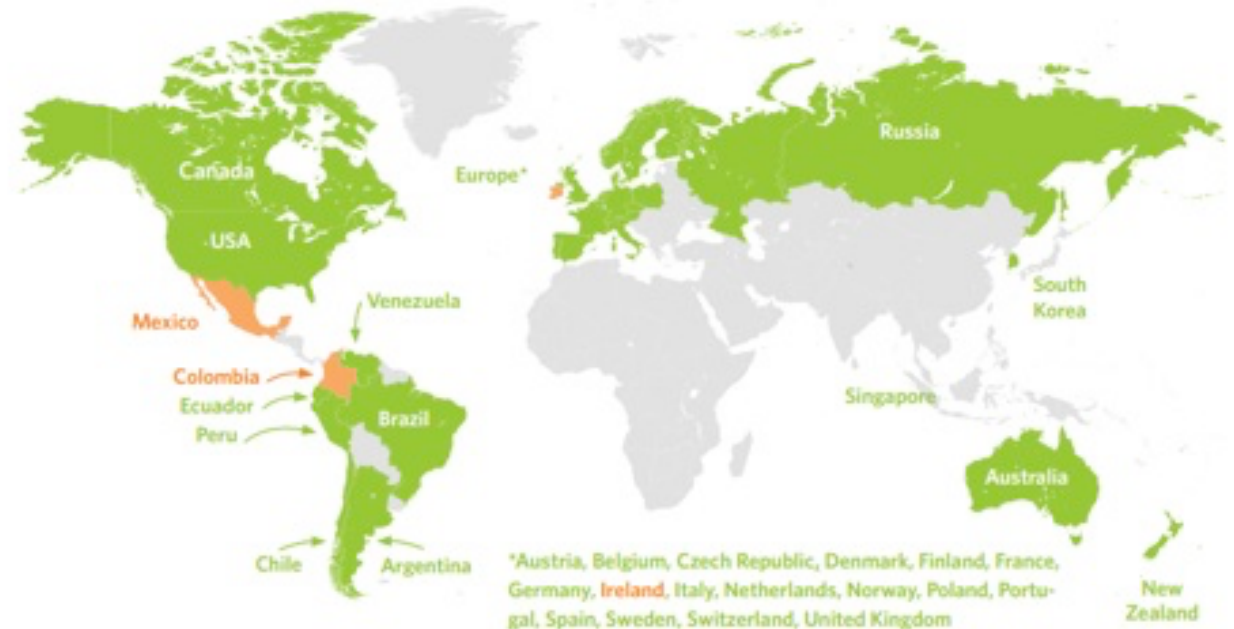 Canada
USA
Mexico
Venezuela
Colombia
Ecuador
Peru
Brazil
Chile
Argentina
Europe*
Russia
South
Korea
Singapore
Australia
New
Zealand
*Austria, Belgium, Czech Republic, Denmark, Finland, France,
Germany, Ireland, Italy, Netherlands, Norway, Poland, Portu-
gal, Spain, Sweden, Switzerland, United Kingdom